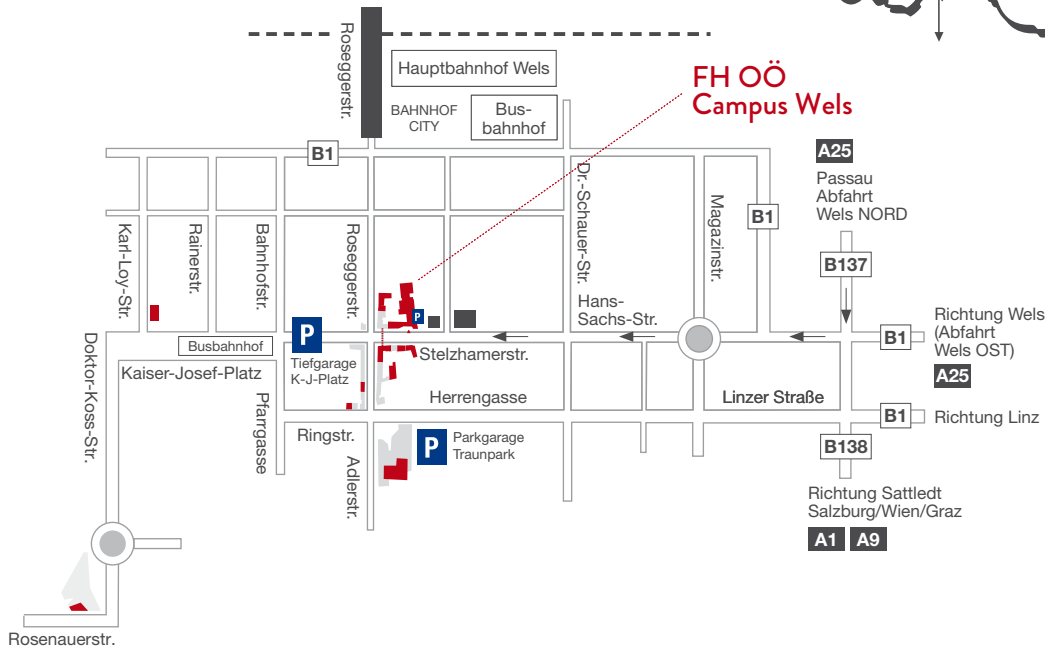 Roseggerstr.
Hauptbahnhof Wels
BAHNHOF
CITY
Bus-
bahnhof
FH OÖ
Campus Wels
B1
A25
Passau
Abfahrt
Wels NORD
B1
B137
Karl-Loy-Str.
Rainerstr.
Bahnhofstr.
Roseggerstr.
Dr.-Schauer-Str.
Magazinstr.
P
Hans-
Sachs-Str.
Richtung Wels
(Abfahrt
Wels OST)
B1
A25
Doktor-Koss-Str.
Busbahnhof
P
Tiefgarage
K-J-Platz
Stelzhamerstr.
Kaiser-Josef-Platz
Pfarrgasse
Herrengasse
Linzer Straße
B1
Richtung Linz
Ringstr.
Adlerstr.
P
Parkgarage
Traunpark
B138
Richtung Sattledt
Salzburg/Wien/Graz
A1
A9
Rosenauerstr.